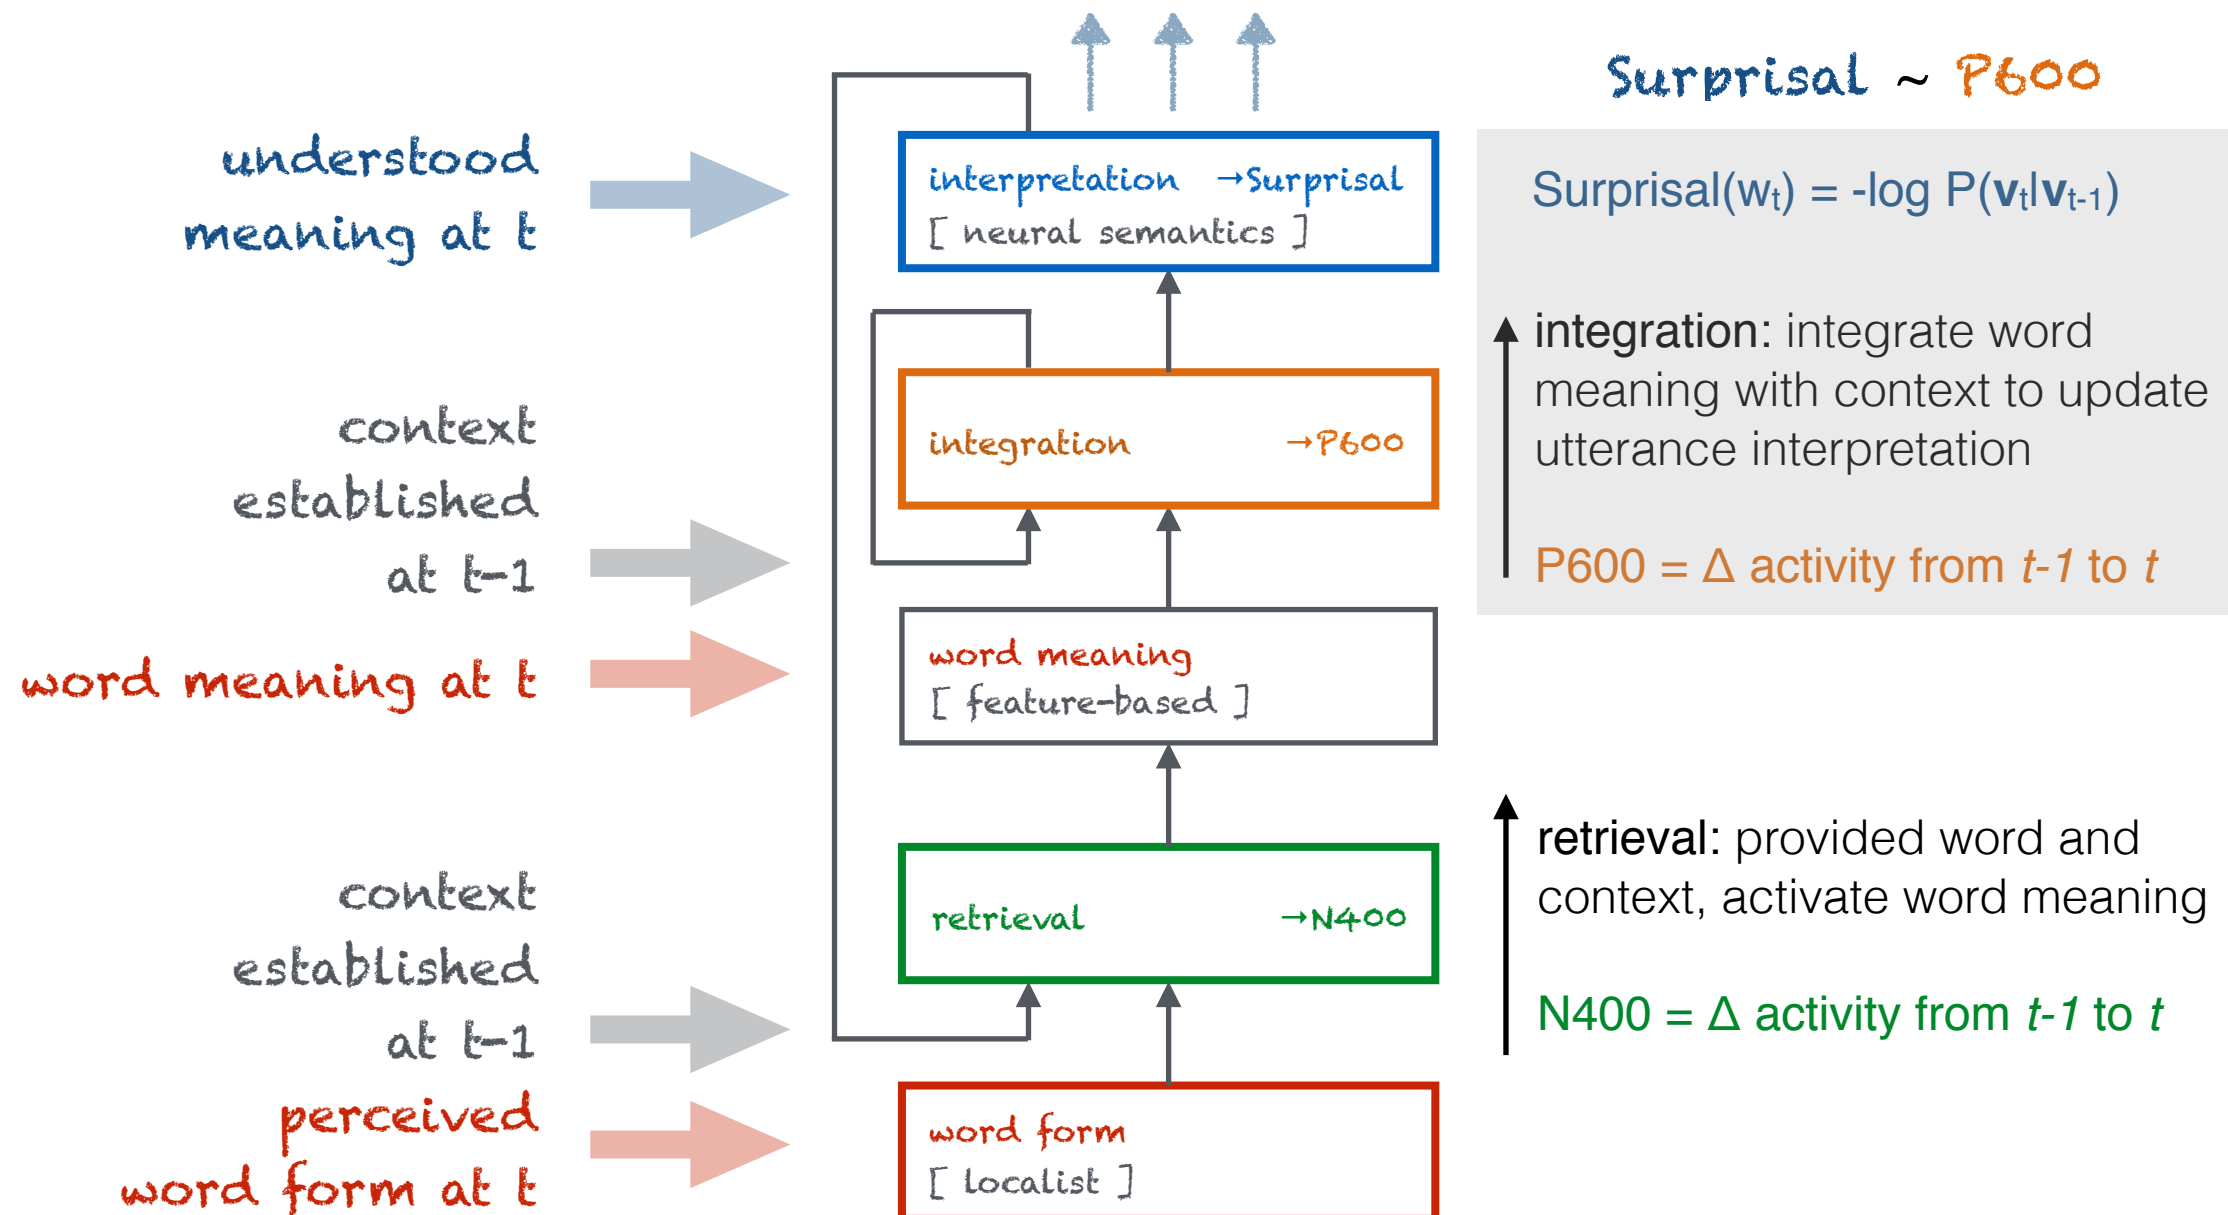 Surprisal ~ P600
understood
meaning at t
interpretation →Surprisal
[ neural semantics ]
Surprisal(wt) = -log P(vt|vt-1)
integration: integrate word
meaning with context to update
utterance interpretation
context
established
at t-1
integration →P600
P600 = Δ activity from t-1 to t
word meaning at t
word meaning
[ feature-based ]
retrieval: provided word and
context, activate word meaning
context
established
at t-1
retrieval →N400
N400 = Δ activity from t-1 to t
perceived
word form at t
word form
[ localist ]